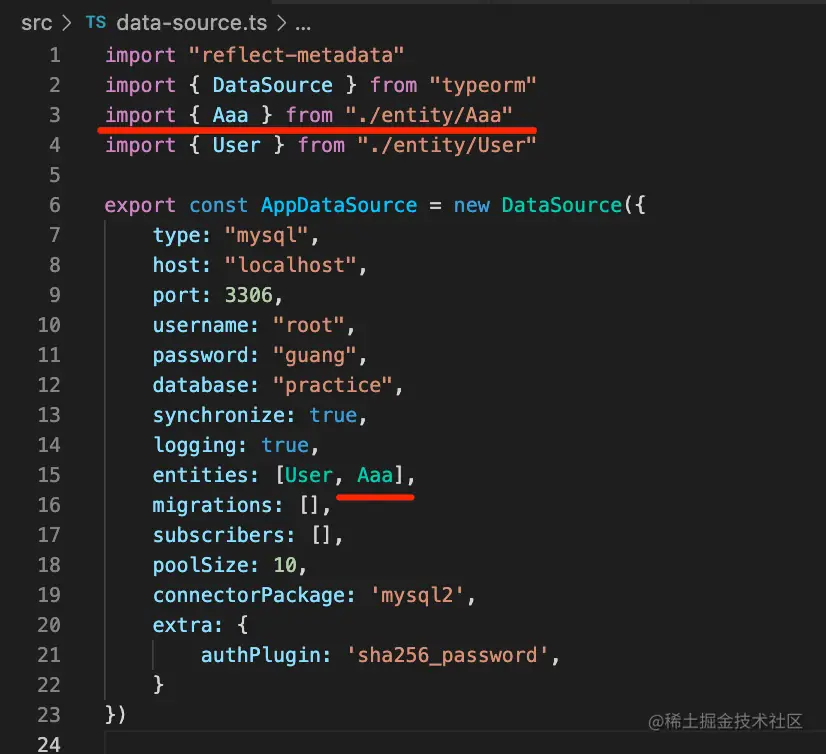 src > TS data-source.ts > ...
1 import "reflect-metadata"
2 import { DataSource } from "typeorm"
3 import { Aaa } from "./entity/Aaa"
4 import { User } from "./entity/User"
5
6 export const AppDataSource = new DataSource({
7     type: "mysql",
8     host: "localhost",
9     port: 3306,
10     username: "root",
11     password: "guang",
12     database: "practice",
13     synchronize: true,
14     logging: true,
15     entities: [User, Aaa],
16     migrations: [],
17     subscribers: [],
18     poolSize: 10,
19     connectorPackage: 'mysql2',
20     extra: {
21         authPlugin: 'sha256_password',
22     }
23 })
24
@稀土掘金技术社区